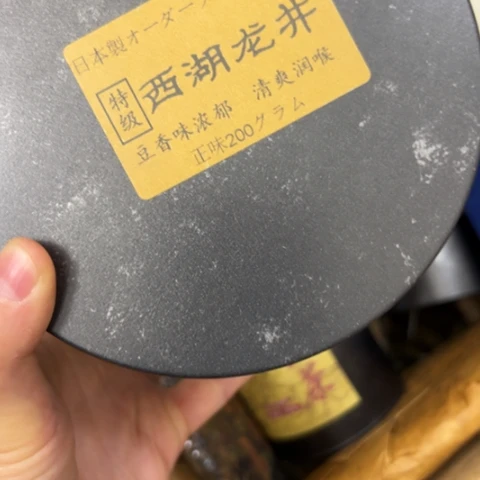 日本製オーダー
特级
西湖龙井
豆香味浓郁 清爽润喉
正味200グラム